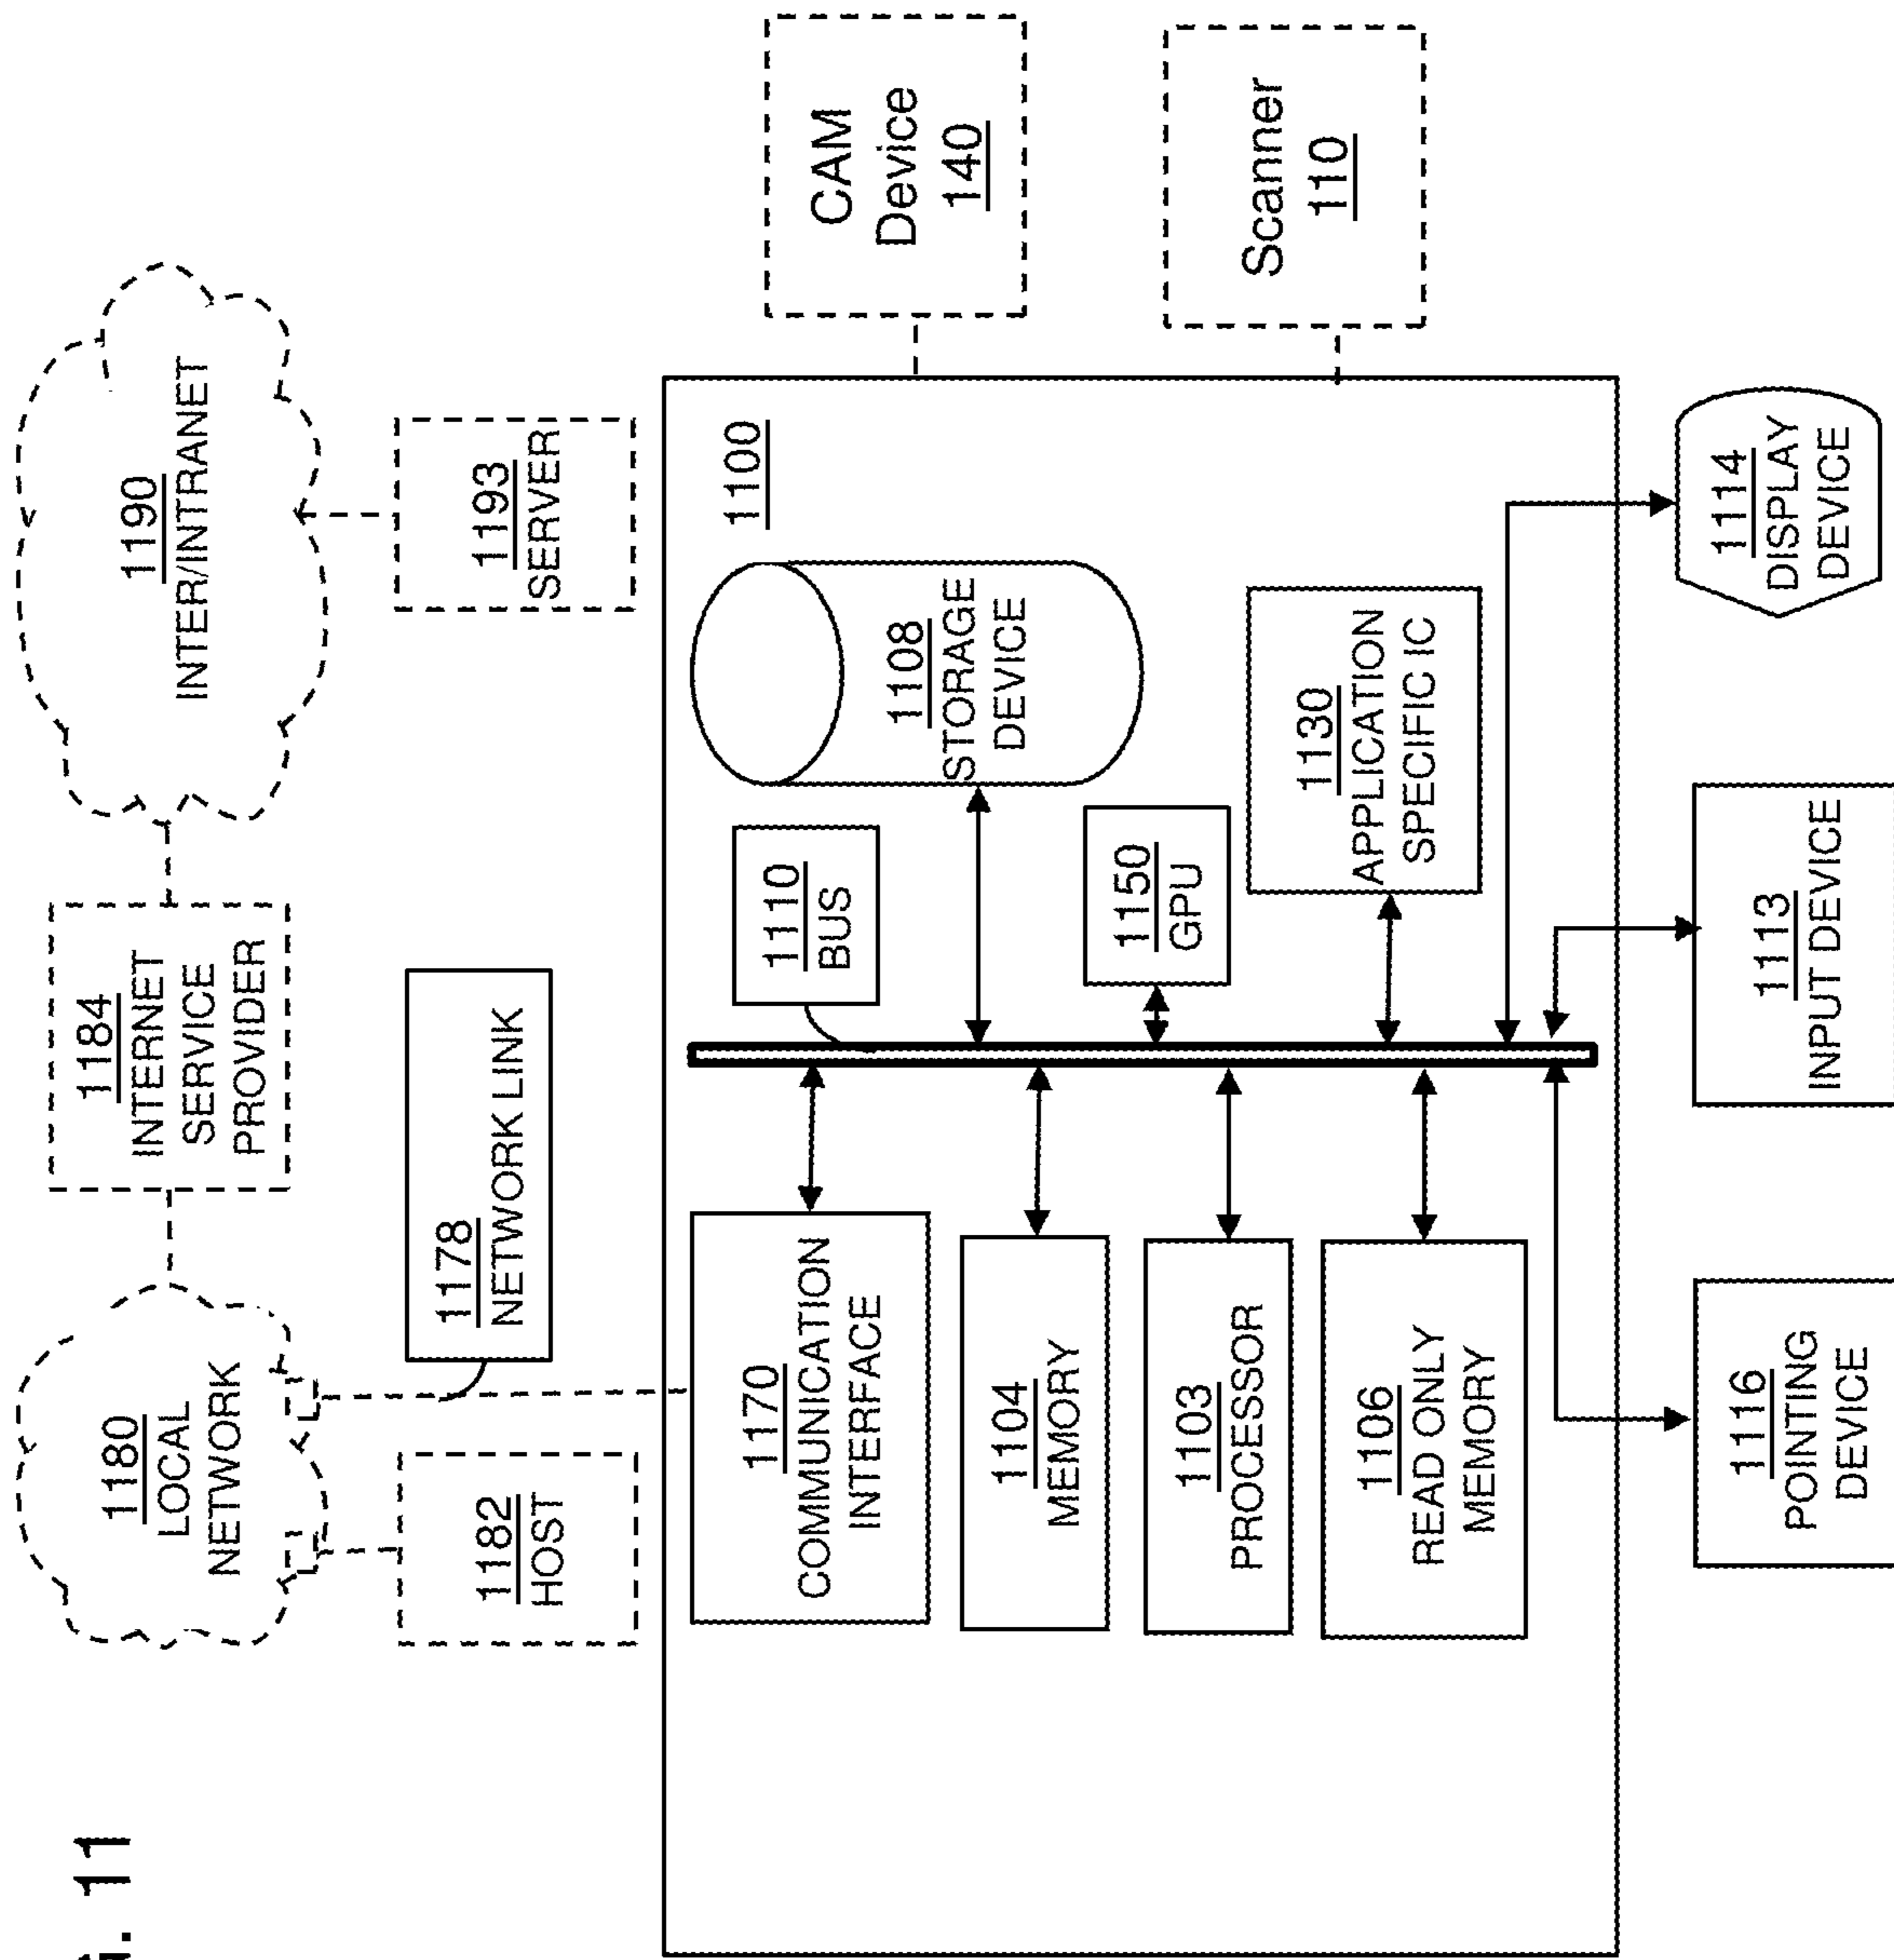 G. 11
1180
LOCAL
NETWORK
1184
INTERNET
SERVICE
PROVIDER
1190
INTER/INTRANET
1182
HOST
1178
NETWORK LINK
1193
SERVER
1100
1170
COMMUNICATION
INTERFACE
1110
BUS
1108
STORAGE
DEVICE
CAM
Device
140
1104
MEMORY
1150
GPU
1103
PROCESSOR
Scanner
110
1106
READ ONLY
MEMORY
1130
APPLICATION
SPECIFIC IC
1116
POINTING
DEVICE
1113
INPUT DEVICE
1114
DISPLAY
DEVICE